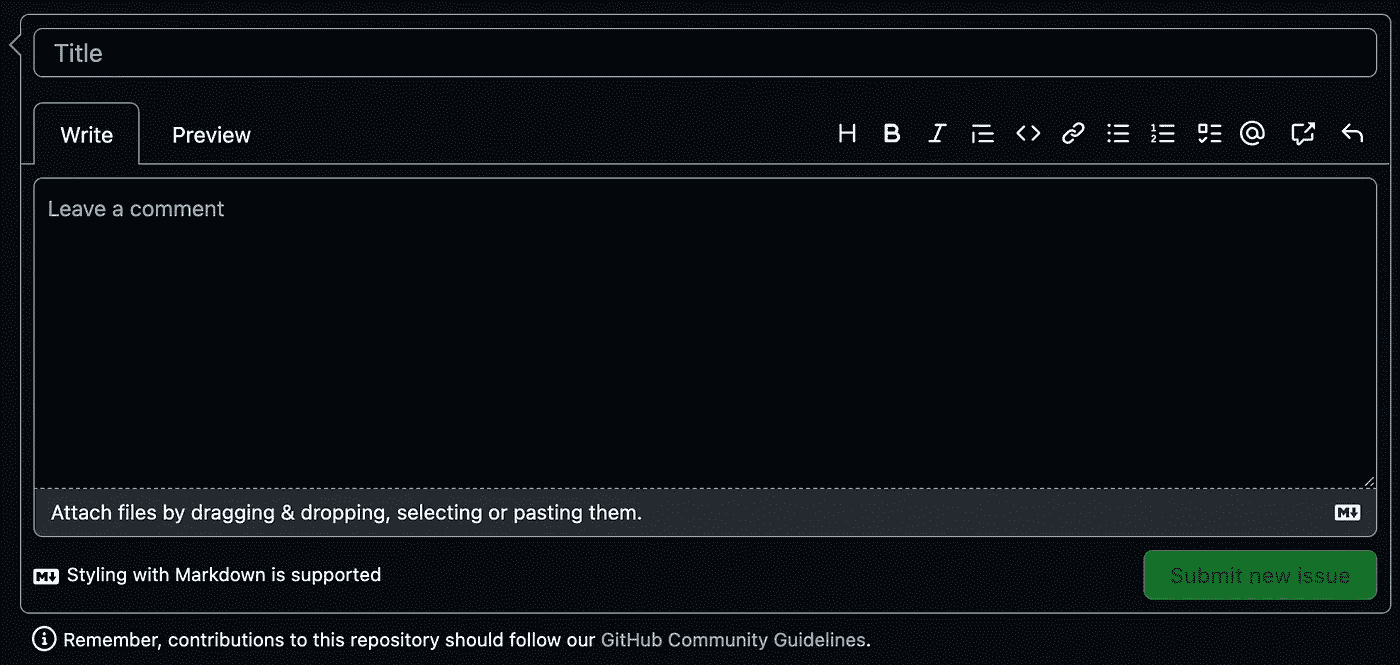 Title
Write Preview
Leave a comment
Attach files by dragging & dropping, selecting or pasting them.
Styling with Markdown is supported
Submit new issue
Remember, contributions to this repository should follow our GitHub Community Guidelines.